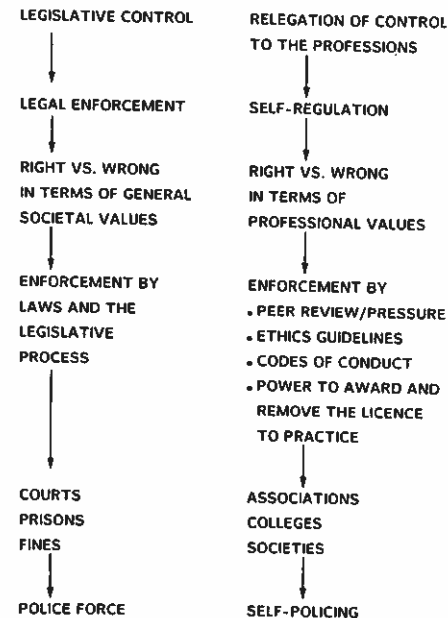 LEGISLATIVE CONTROL
LEGAL ENFORCEMENT
RIGHT VS. WRONG
IN TERMS OF GENERAL
SOCIETAL VALUES
ENFORCEMENT BY
LAWS AND THE
LEGISLATIVE
PROCESS
COURTS
PRISONS
FINES
POLICE FORCE
RELEGATION OF CONTROL
TO THE PROFESSIONS
SELF-REGULATION
RIGHT VS. WRONG
IN TERMS OF
PROFESSIONAL VALUES
ENFORCEMENT BY
• PEER REVIEW/PRESSURE
• ETHICS GUIDELINES
• CODES OF CONDUCT
• POWER TO AWARD AND
REMOVE THE LICENCE
TO PRACTICE
ASSOCIATIONS
COLLEGES
SOCIETIES
SELF-POLICING